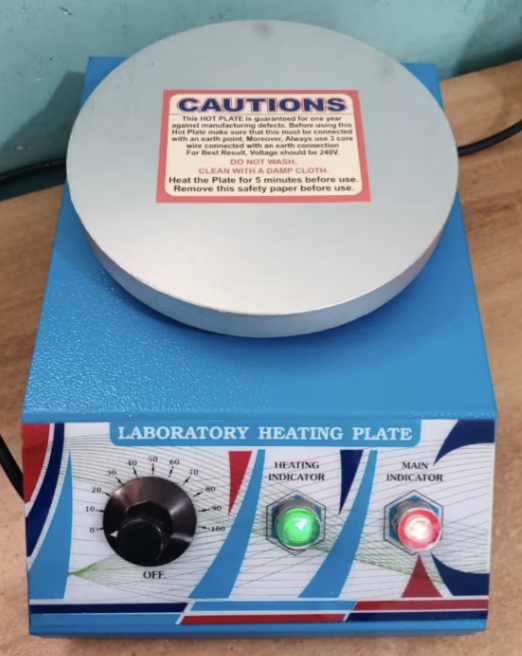 CAUTIONS
This HOT PLATE is guaranteed for one year
against manufacturing defects. Before using this
Hot Plate make sure that this must be connected
with an earth point, Moreover, Always use 3 core
wire connected with an earth connection
For Best Result, Voltage should be 240V.
DO NOT WASH,
CLEAN WITH A DAMP CLOTH.
Heat the Plate for 5 minutes before use.
Remove this safety paper before use.
LABORATORY HEATING PLATE
0
10
20
30
40
50
60
70
80
90
100
OFF
HEATING
INDICATOR
MAIN
INDICATOR